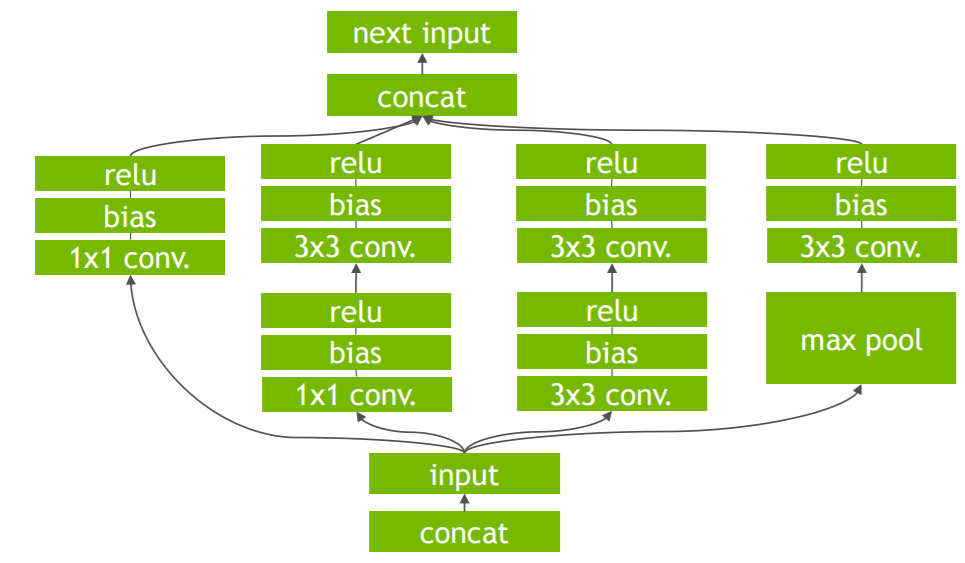 next input
concat
relu
bias
1x1 conv.
relu
bias
3x3 conv.
relu
bias
1x1 conv.
relu
bias
3x3 conv.
relu
bias
3x3 conv.
relu
bias
3x3 conv.
max pool
input
concat